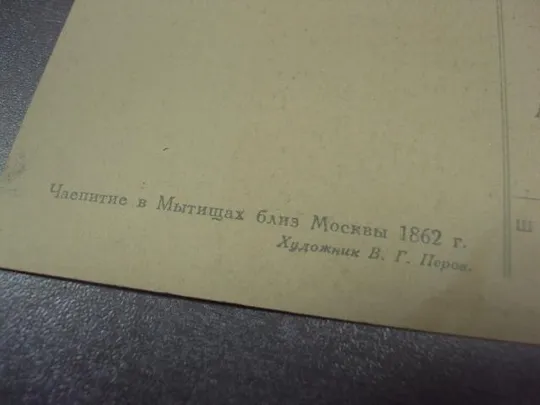 Чаепитие в Мытищах близ Москвы 1862 г.
Художник В. Г. Перов.
Ш